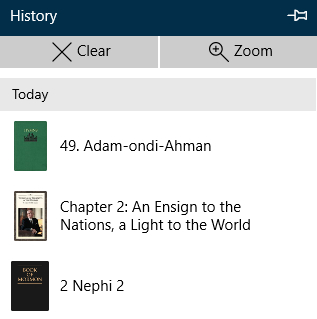 History
Clear
Zoom
Today
49. Adam-ondi-Ahman
Chapter 2: An Ensign to the
Nations, a Light to the World
BOOK
OF
MORMON
2 Nephi 2